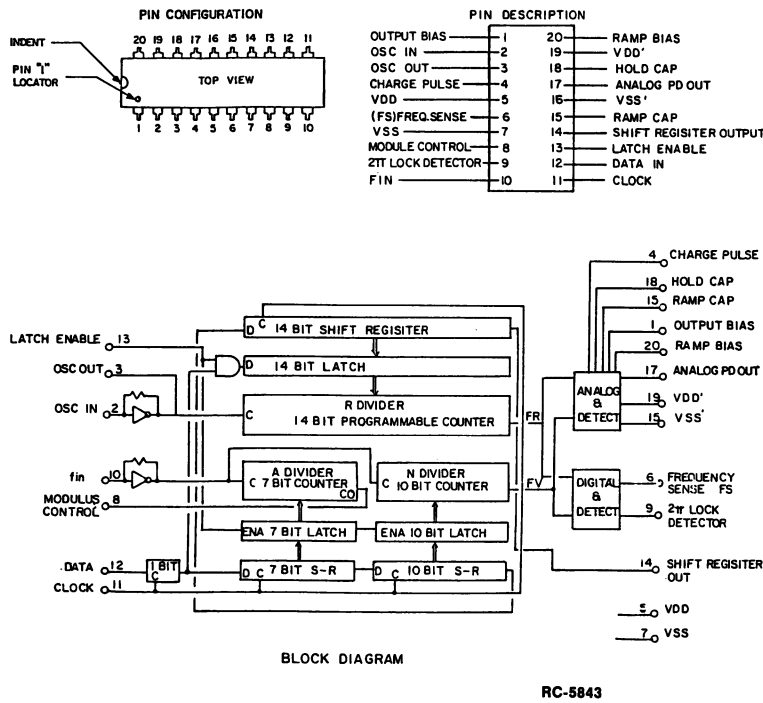 PIN CONFIGURATION
20 19 18 17 16 15 14 13 12 11
INDENT
PIN "I" LOCATOR
TOP VIEW
1 2 3 4 5 6 7 8 9 10
PIN DESCRIPTION
OUTPUT BIAS 1 20 RAMP BIAS
OSC IN 2 19 VDD'
OSC OUT 3 18 HOLD CAP
CHARGE PULSE 4 17 ANALOG PD OUT
VDD 5 16 VSS'
(FS)FREQ.SENSE 6 15 RAMP CAP
VSS 7 14 SHIFT REGISITER OUTPUT
MODULE CONTROL 8 13 LATCH ENABLE
2π LOCK DETECTOR 9 12 DATA IN
FIN 10 11 CLOCK
4 CHARGE PULSE
18 HOLD CAP
15 RAMP CAP
1 OUTPUT BIAS
20 RAMP BIAS
17 ANALOG PD OUT
19 VDD'
15 VSS'
LATCH ENABLE 13
OSC OUT 3
OSC IN 2
D C 14 BIT SHIFT REGISITER
D 14 BIT LATCH
C R DIVIDER
14 BIT PROGRAMMABLE COUNTER
FR
ANALOG
&
DETECT
fin 10
MODULUS
CONTROL 8
A DIVIDER
C 7 BIT COUNTER
CO
N DIVIDER
C 10 BIT COUNTER
FV
DIGITAL
&
DETECT
6 FREQUENCY
SENSE FS
9 2π LOCK
DETECTOR
ENA 7 BIT LATCH
ENA 10 BIT LATCH
DATA 12
1 BIT
C
D C 7 BIT S-R
D C 10 BIT S-R
CLOCK 11
14 SHIFT REGISITER
OUT
5 VDD
7 VSS
BLOCK DIAGRAM
RC-5843